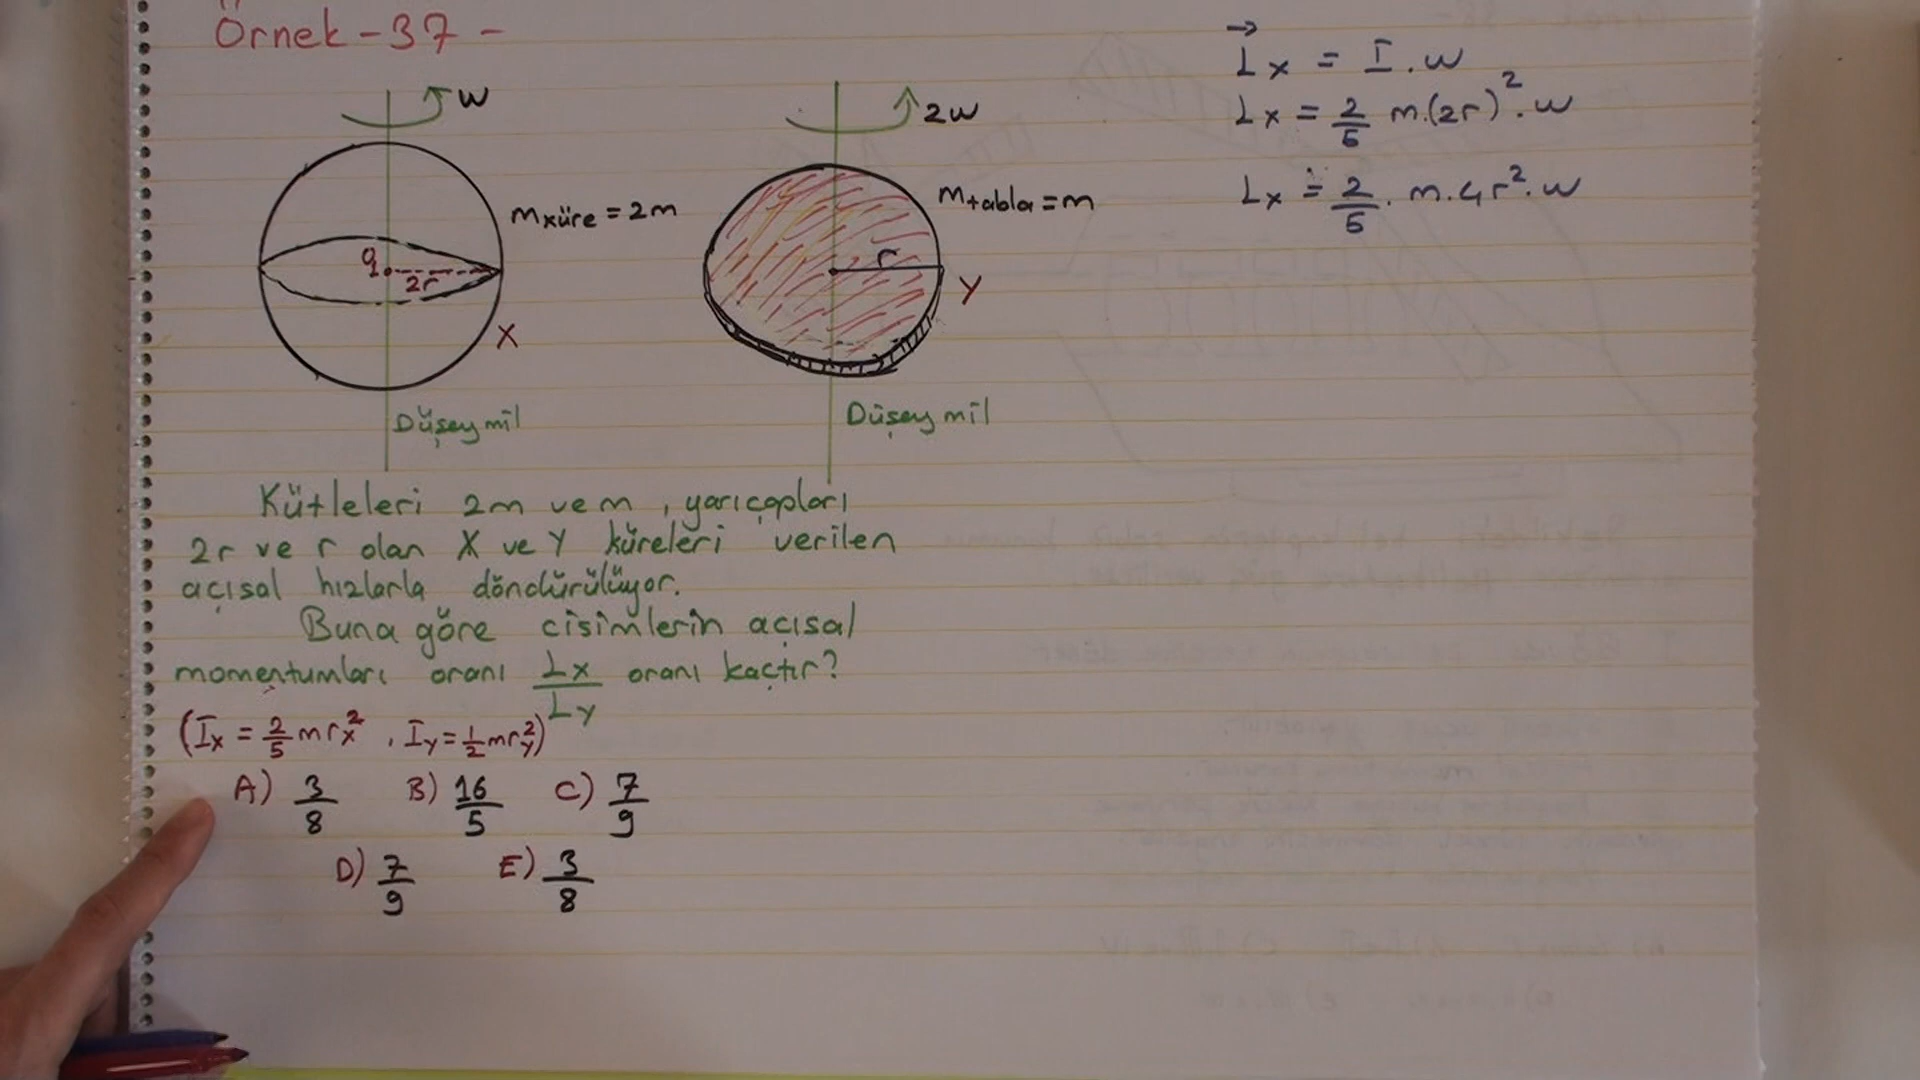 Örnek - 37 -
w
mküre = 2m
2r
X
Düşey mil
2w
mtabla = m
r
Y
Düşey mil
Kütleleri 2m ve m, yarıçapları
2r ve r olan X ve Y küreleri verilen
açısal hızlarla döndürülüyor.
Buna göre cisimlerin açısal
momentumları oranı Lx/Ly oranı kaçtır?
(Ix = 2/5 mrx², Iy = 1/2 mry²)
A) 3/8 B) 16/5 C) 7/9
D) 7/9 E) 3/8
Lx = I . w
Lx = 2/5 m.(2r)² . w
Lx = 2/5 . m . 4r² . w